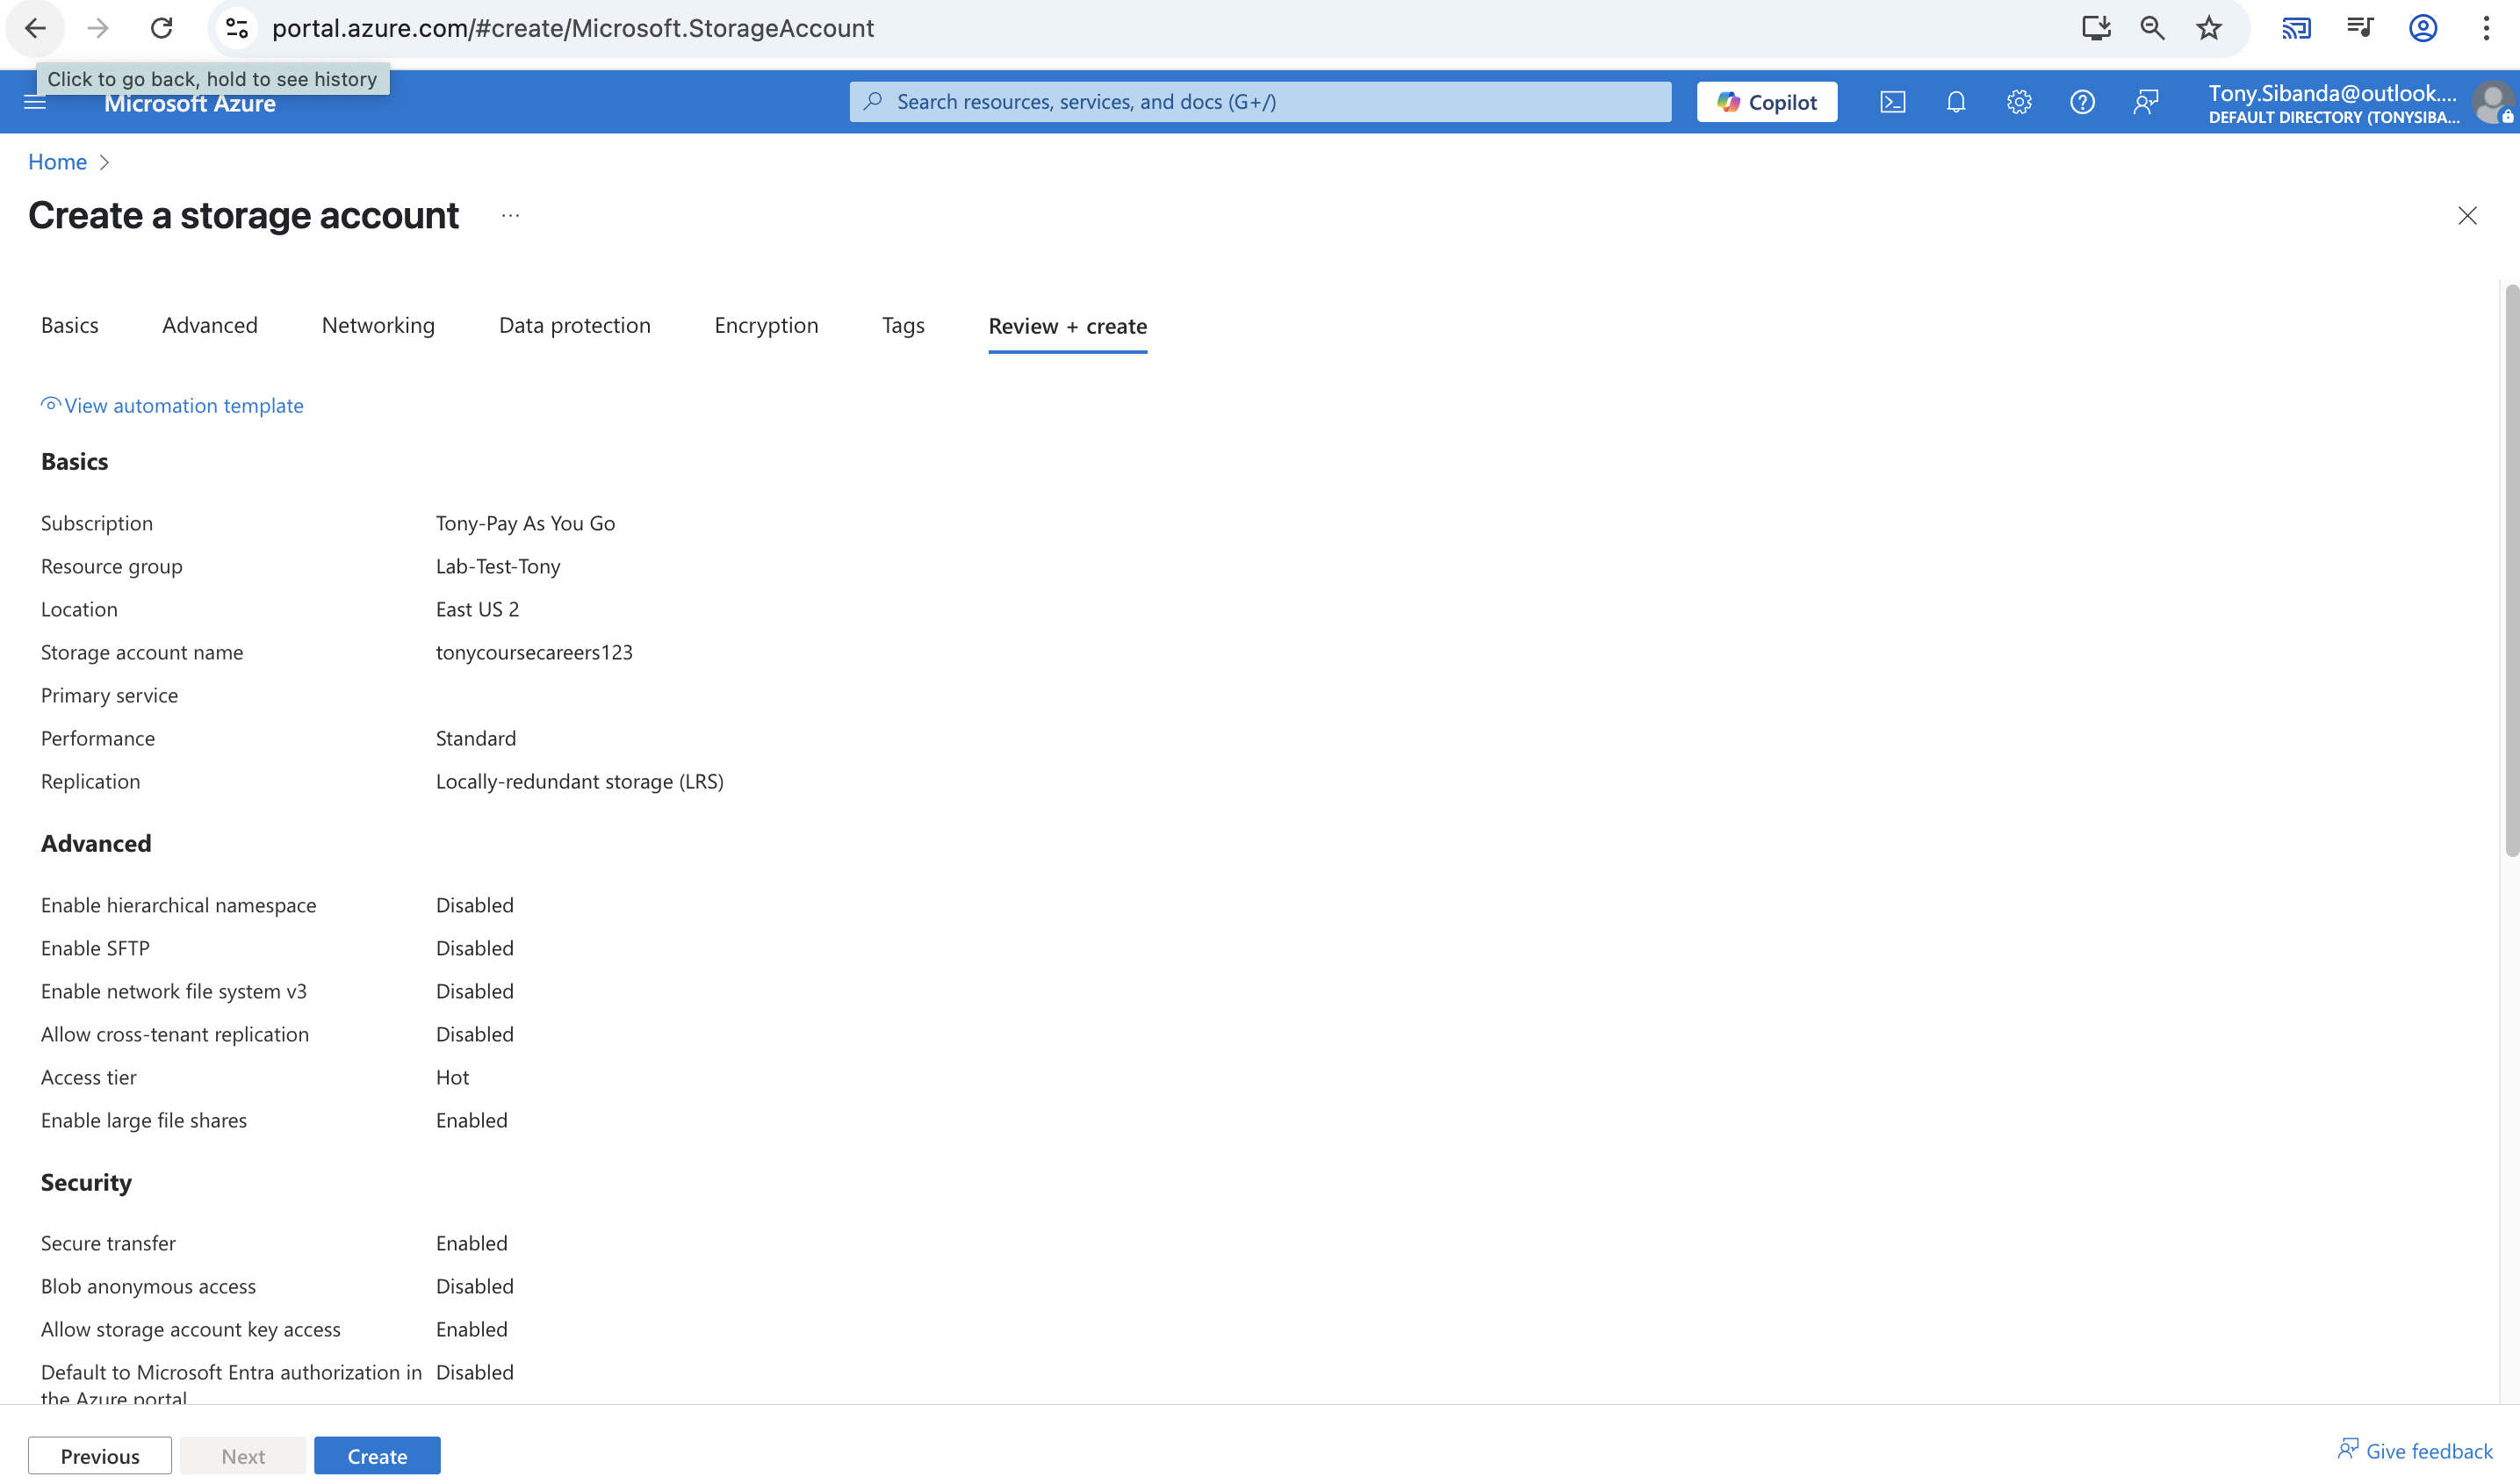 portal.azure.com/#create/Microsoft.StorageAccount
Click to go back, hold to see history
Microsoft Azure
Search resources, services, and docs (G+/)
Copilot
Tony.Sibanda@outlook....
DEFAULT DIRECTORY (TONYSIBA...
Home
Create a storage account
Basics Advanced Networking Data protection Encryption Tags Review + create
View automation template
Basics
Subscription Tony-Pay As You Go
Resource group Lab-Test-Tony
Location East US 2
Storage account name tonycoursecareers123
Primary service
Performance Standard
Replication Locally-redundant storage (LRS)
Advanced
Enable hierarchical namespace Disabled
Enable SFTP Disabled
Enable network file system v3 Disabled
Allow cross-tenant replication Disabled
Access tier Hot
Enable large file shares Enabled
Security
Secure transfer Enabled
Blob anonymous access Disabled
Allow storage account key access Enabled
Default to Microsoft Entra authorization in Disabled
the Azure portal
Previous Next Create
Give feedback